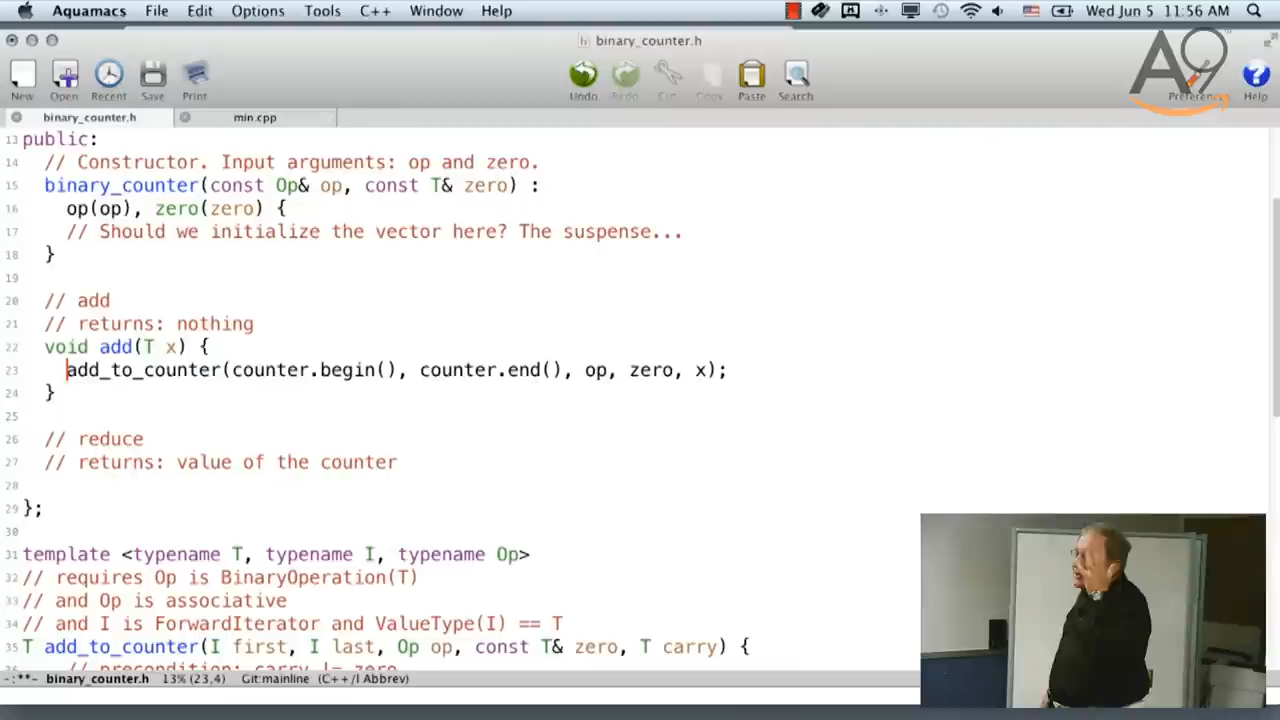 Aquamacs File Edit Options Tools C++ Window Help Wed Jun 5 11:56 AM
binary_counter.h
A9
New Open Recent Save Print Undo Redo Cut Copy Paste Search Preferences Help
binary_counter.h min.cpp
13 public:
14 // Constructor. Input arguments: op and zero.
15 binary_counter(const Op& op, const T& zero) :
16 op(op), zero(zero) {
17 // Should we initialize the vector here? The suspense...
18 }
19
20 // add
21 // returns: nothing
22 void add(T x) {
23 add_to_counter(counter.begin(), counter.end(), op, zero, x);
24 }
25
26 // reduce
27 // returns: value of the counter
28
29 };
30
31 template <typename T, typename I, typename Op>
32 // requires Op is BinaryOperation(T)
33 // and Op is associative
34 // and I is ForwardIterator and ValueType(I) == T
35 T add_to_counter(I first, I last, Op op, const T& zero, T carry) {
36 // precondition: carry != zero
-:**- binary_counter.h 13% (23,4) Git:mainline (C++/l Abbrev)